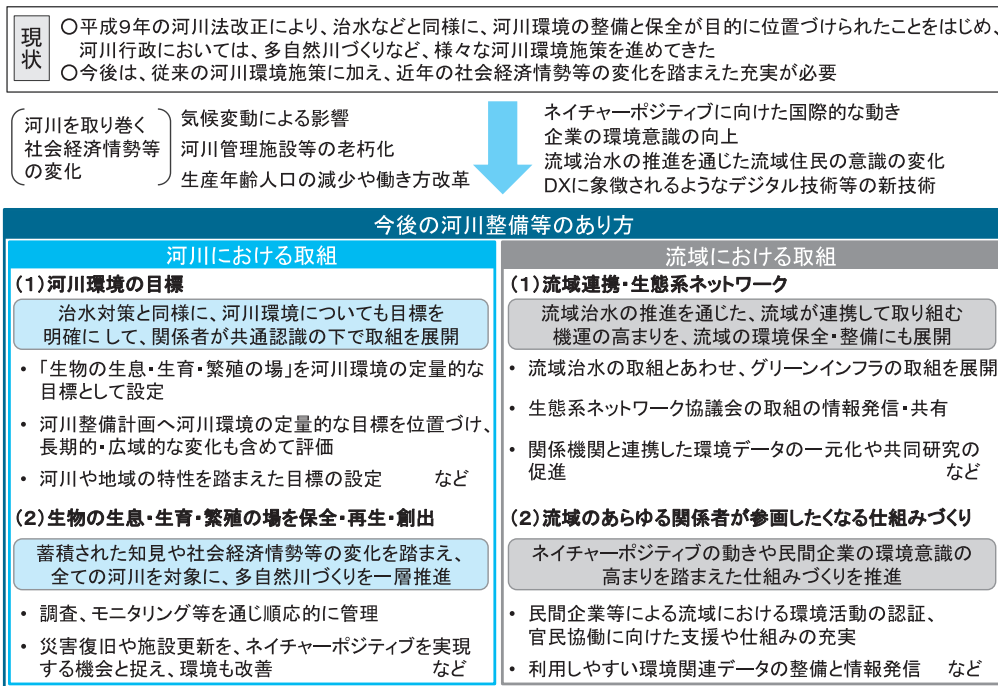 現状
○平成9年の河川法改正により、治水などと同様に、河川環境の整備と保全が目的に位置づけられたことをはじめ、
河川行政においては、多自然川づくりなど、様々な河川環境施策を進めてきた
○今後は、従来の河川環境施策に加え、近年の社会経済情勢等の変化を踏まえた充実が必要
河川を取り巻く
社会経済情勢等
の変化
気候変動による影響
河川管理施設等の老朽化
生産年齢人口の減少や働き方改革
ネイチャーポジティブに向けた国際的な動き
企業の環境意識の向上
流域治水の推進を通じた流域住民の意識の変化
DXに象徴されるようなデジタル技術等の新技術
今後の河川整備等のあり方
河川における取組
(1)河川環境の目標
治水対策と同様に、河川環境についても目標を
明確にして、関係者が共通認識の下で取組を展開
・「生物の生息・生育・繁殖の場」を河川環境の定量的な
目標として設定
・河川整備計画へ河川環境の定量的な目標を位置づけ、
長期的・広域的な変化も含めて評価
・河川や地域の特性を踏まえた目標の設定 など
(2)生物の生息・生育・繁殖の場を保全・再生・創出
蓄積された知見や社会経済情勢等の変化を踏まえ、
全ての河川を対象に、多自然川づくりを一層推進
・調査、モニタリング等を通じ順応的に管理
・災害復旧や施設更新を、ネイチャーポジティブを実現
する機会と捉え、環境も改善 など
流域における取組
(1)流域連携・生態系ネットワーク
流域治水の推進を通じた、流域が連携して取り組む
機運の高まりを、流域の環境保全・整備にも展開
・流域治水の取組とあわせ、グリーンインフラの取組を展開
・生態系ネットワーク協議会の取組の情報発信・共有
・関係機関と連携した環境データの一元化や共同研究の
促進 など
(2)流域のあらゆる関係者が参画したくなる仕組みづくり
ネイチャーポジティブの動きや民間企業の環境意識の
高まりを踏まえた仕組みづくりを推進
・民間企業等による流域における環境活動の認証、
官民協働に向けた支援や仕組みの充実
・利用しやすい環境関連データの整備と情報発信 など